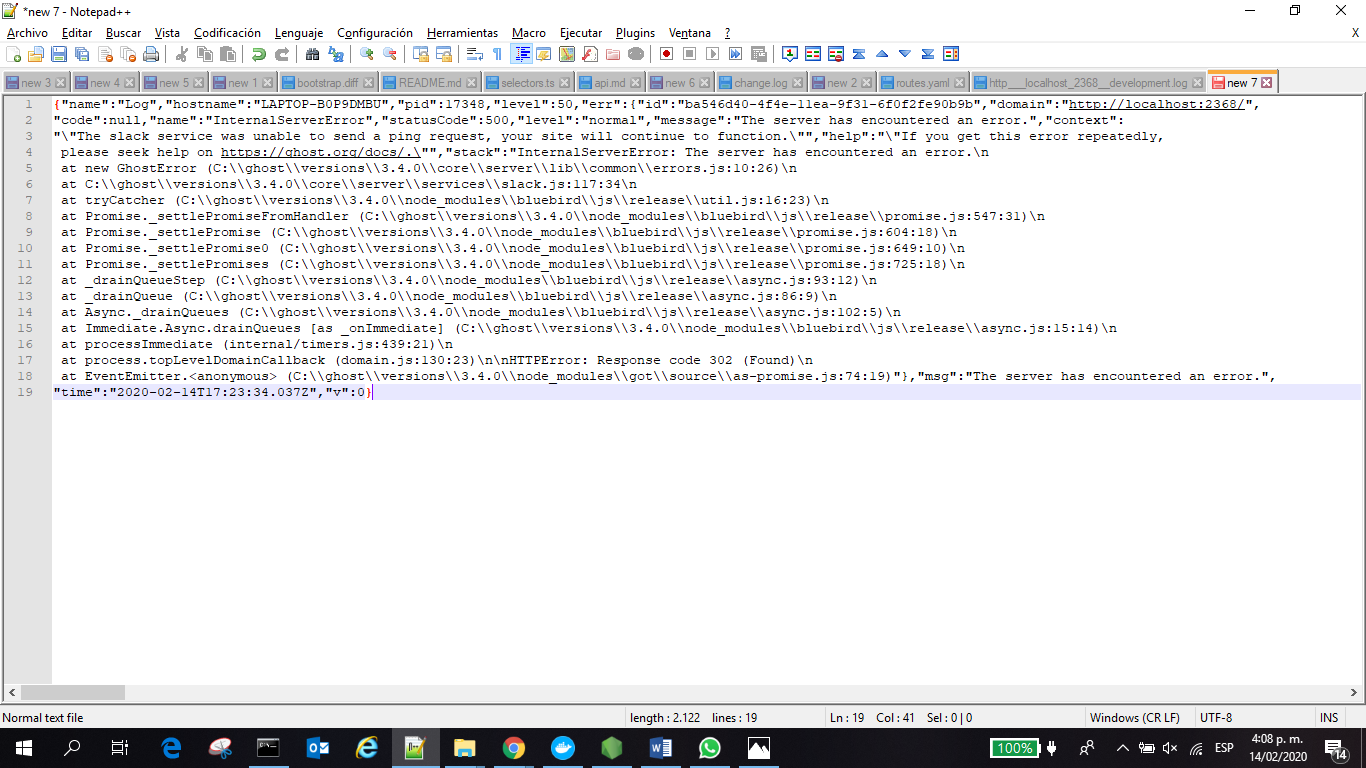 *new 7 - Notepad++
Archivo Editar Buscar Vista Codificación Lenguaje Configuración Herramientas Macro Ejecutar Plugins Ventana ? X
new 3 new 4 new 5 new 1 bootstrap.diff README.md selectors.ts api.md new 6 change.log new 2 routes.yaml http___localhost_2368__development.log new 7
1 {"name":"Log","hostname":"LAPTOP-B0P9DMBU","pid":17348,"level":50,"err":{"id":"ba546d40-4f4e-11ea-9f31-6f0f2fe90b9b","domain":"http://localhost:2368/",
2 "code":null,"name":"InternalServerError","statusCode":500,"level":"normal","message":"The server has encountered an error.","context":
3 "\"The slack service was unable to send a ping request, your site will continue to function.\"","help":"\"If you get this error repeatedly,
4 please seek help on https://ghost.org/docs/.\"","stack":"InternalServerError: The server has encountered an error.\n
5 at new GhostError (C:\\ghost\\versions\\3.4.0\\core\\server\\lib\\common\\errors.js:10:26)\n
6 at C:\\ghost\\versions\\3.4.0\\core\\server\\services\\slack.js:117:34\n
7 at tryCatcher (C:\\ghost\\versions\\3.4.0\\node_modules\\bluebird\\js\\release\\util.js:16:23)\n
8 at Promise._settlePromiseFromHandler (C:\\ghost\\versions\\3.4.0\\node_modules\\bluebird\\js\\release\\promise.js:547:31)\n
9 at Promise._settlePromise (C:\\ghost\\versions\\3.4.0\\node_modules\\bluebird\\js\\release\\promise.js:604:18)\n
10 at Promise._settlePromise0 (C:\\ghost\\versions\\3.4.0\\node_modules\\bluebird\\js\\release\\promise.js:649:10)\n
11 at Promise._settlePromises (C:\\ghost\\versions\\3.4.0\\node_modules\\bluebird\\js\\release\\promise.js:725:18)\n
12 at _drainQueueStep (C:\\ghost\\versions\\3.4.0\\node_modules\\bluebird\\js\\release\\async.js:93:12)\n
13 at _drainQueue (C:\\ghost\\versions\\3.4.0\\node_modules\\bluebird\\js\\release\\async.js:86:9)\n
14 at Async._drainQueues (C:\\ghost\\versions\\3.4.0\\node_modules\\bluebird\\js\\release\\async.js:102:5)\n
15 at Immediate.Async.drainQueues [as _onImmediate] (C:\\ghost\\versions\\3.4.0\\node_modules\\bluebird\\js\\release\\async.js:15:14)\n
16 at processImmediate (internal/timers.js:439:21)\n
17 at process.topLevelDomainCallback (domain.js:130:23)\n\nHTTPError: Response code 302 (Found)\n
18 at EventEmitter.<anonymous> (C:\\ghost\\versions\\3.4.0\\node_modules\\got\\source\\as-promise.js:74:19)"},"msg":"The server has encountered an error.",
19 "time":"2020-02-14T17:23:34.037Z","v":0}
Normal text file length : 2.122 lines : 19 Ln : 19 Col : 41 Sel : 0 | 0 Windows (CR LF) UTF-8 INS
100% ESP 4:08 p. m.
14/02/2020 14